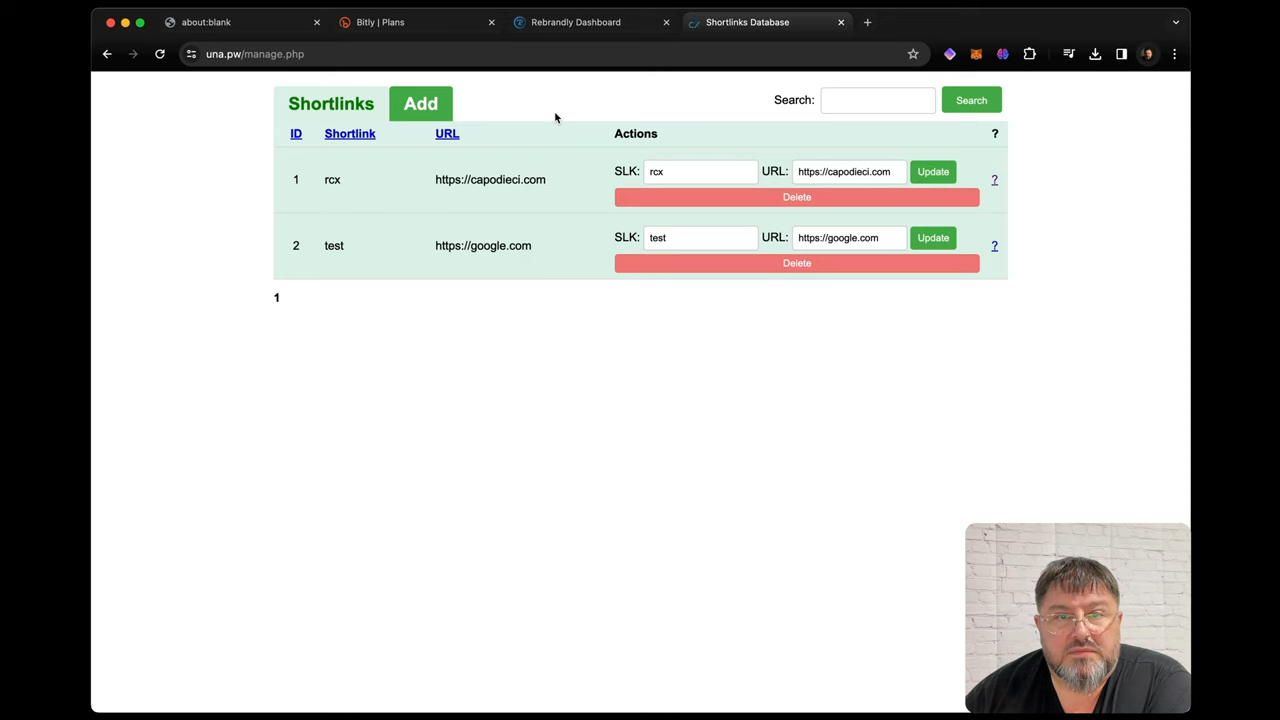 about:blank
Bitly | Plans
Rebrandly Dashboard
Shortlinks Database
una.pw/manage.php
Shortlinks
Add
Search:
Search
ID Shortlink URL Actions ?
1 rcx https://capodieci.com SLK: rcx URL: https://capodieci.com Update ?
Delete
2 test https://google.com SLK: test URL: https://google.com Update ?
Delete
1